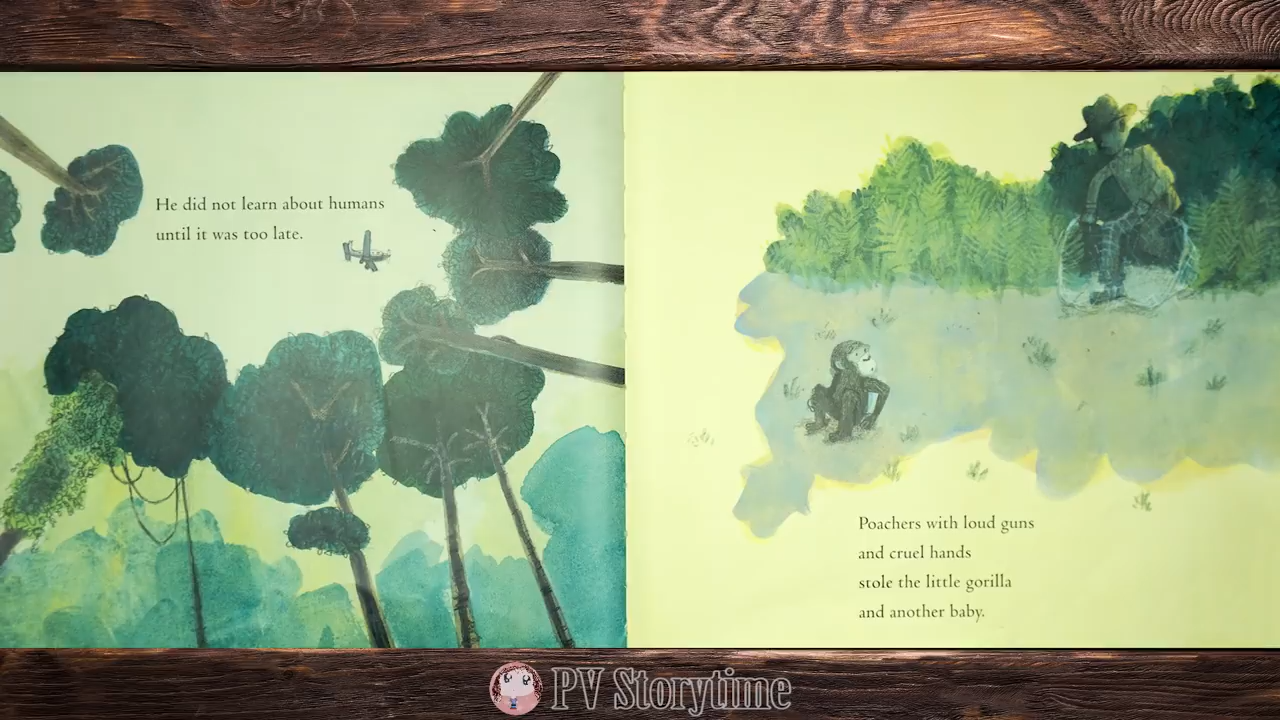 He did not learn about humans
until it was too late.
Poachers with loud guns
and cruel hands
stole the little gorilla
and another baby.
PV Storytime